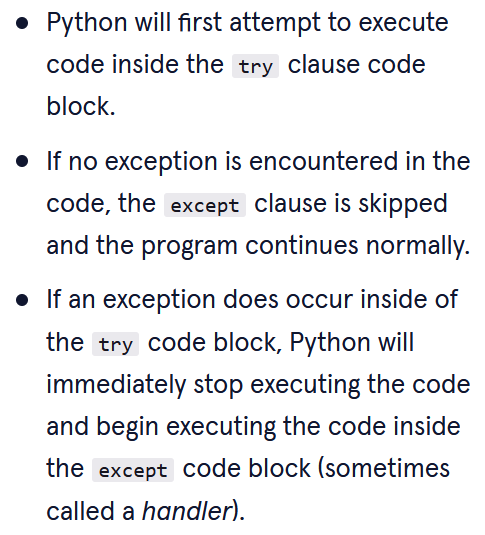 • Python will first attempt to execute
code inside the try clause code
block.
• If no exception is encountered in the
code, the except clause is skipped
and the program continues normally.
• If an exception does occur inside of
the try code block, Python will
immediately stop executing the code
and begin executing the code inside
the except code block (sometimes
called a handler).